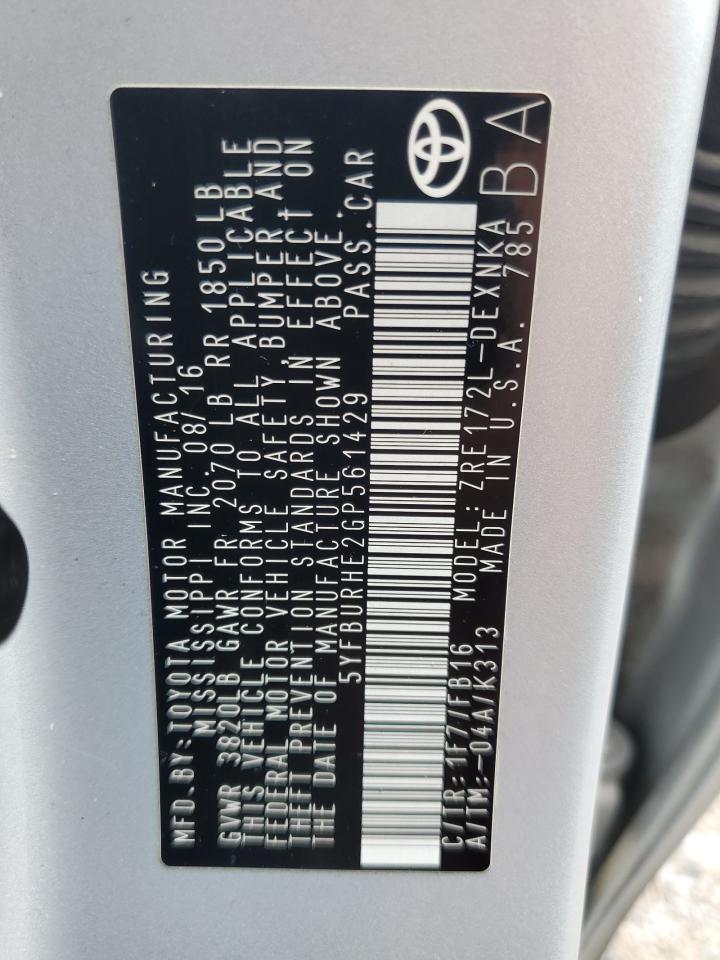 MFD.BY:TOYOTA MOTOR MANUFACTURING
MISSISSIPPI INC. 08/16
GVWR 3820LB GAWR FR 2070 LB RR 1850 LB
THIS VEHICLE CONFORMS TO ALL APPLICABLE
FEDERAL MOTOR VEHICLE SAFETY, BUMPER AND
THEFT PREVENTION STANDARDS IN EFFECT ON
THE DATE OF MANUFACTURE SHOWN ABOVE.
5YFBURHE2GP561429 PASS.CAR
C/TR:1F7/FB16 MODEL: ZRE172L-DEXNKA
A/TM:-04A/K313 MADE IN U.S.A. 785
BA